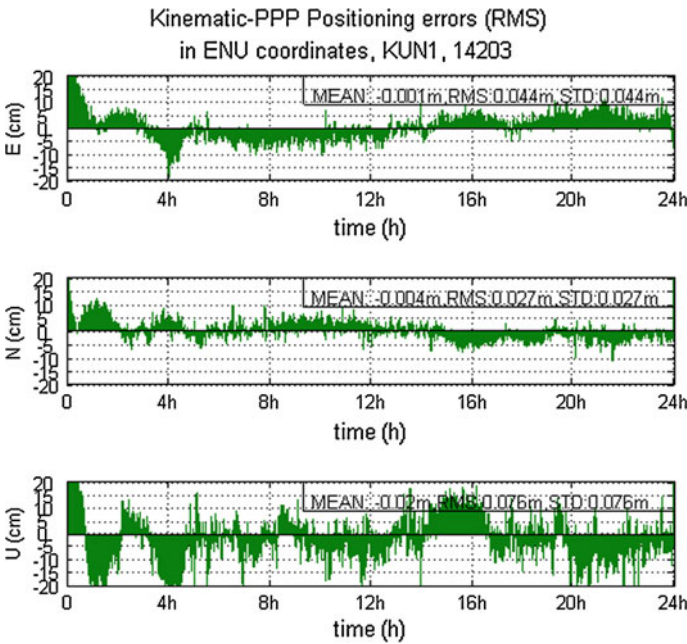 Kinematic-PPP Positioning errors (RMS)
in ENU coordinates, KUN1, 14203
MEAN: -0.001m,RMS:0.044m,STD:0.044m,
E (cm)
20
15
10
5
0
-5
-10
-15
-20
0 4h 8h 12h 16h 20h 24h
time (h)
MEAN: -0.004m,RMS:0.027m,STD:0.027m,
N (cm)
20
15
10
5
0
-5
-10
-15
-20
0 4h 8h 12h 16h 20h 24h
time (h)
MEAN: -0.02m,RMS:0.076m,STD:0.076m,
U (cm)
20
15
10
5
0
-5
-10
-15
-20
0 4h 8h 12h 16h 20h 24h
time (h)